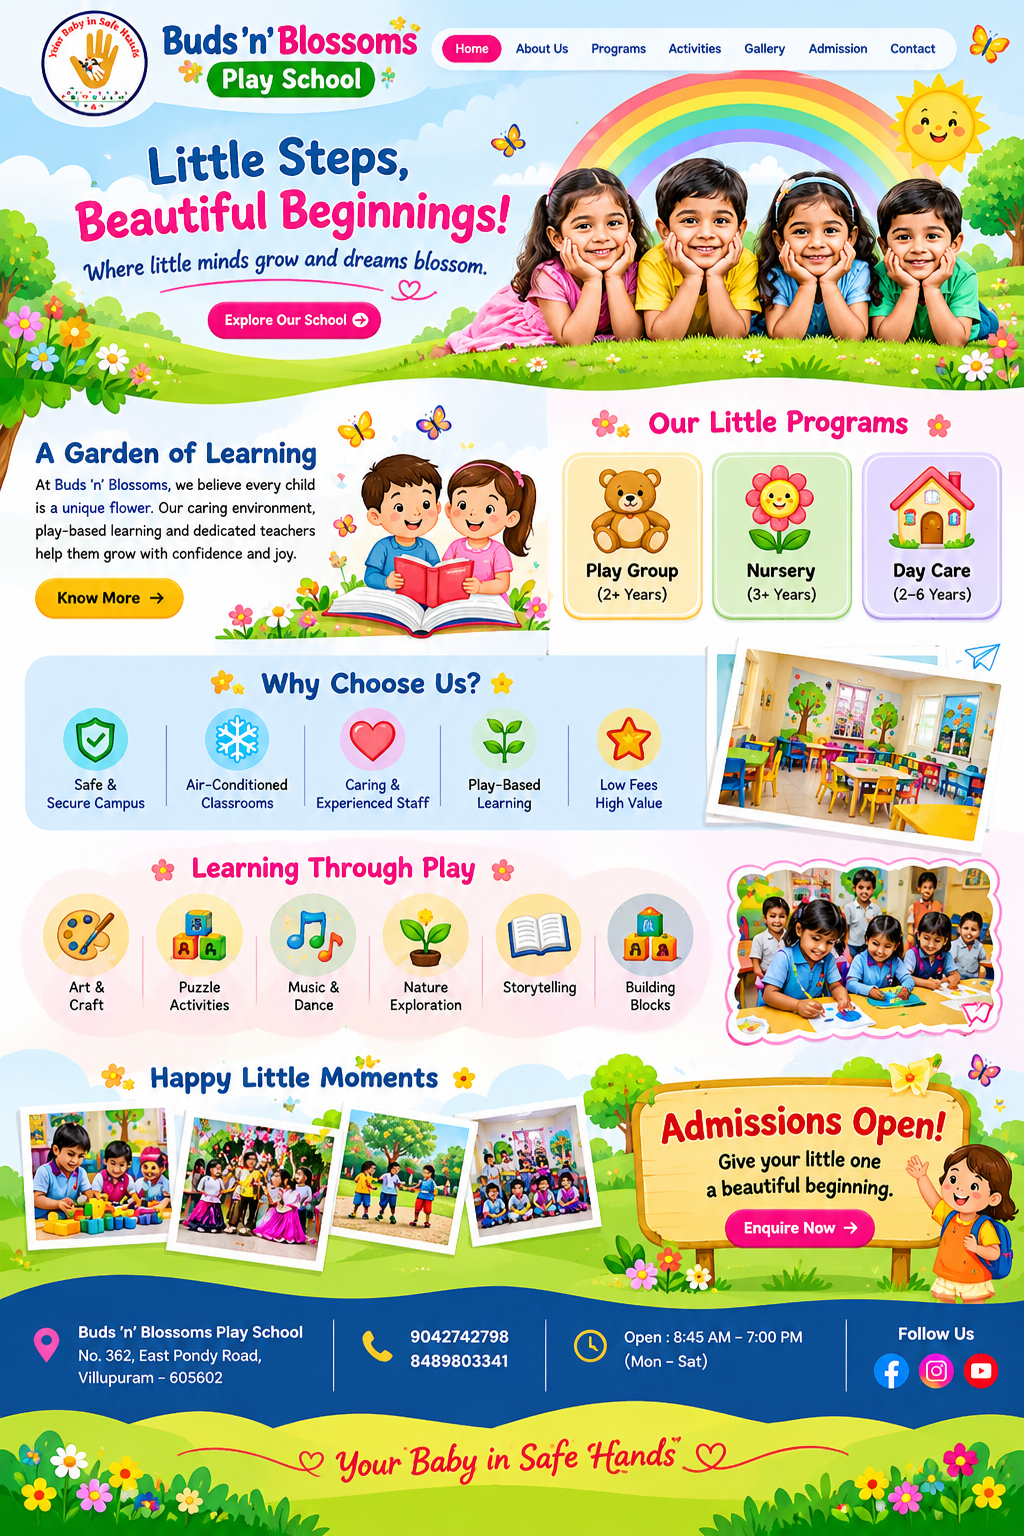 Your Baby in Safe Hands
Buds 'n' Blossoms
Play School
Home
About Us
Programs
Activities
Gallery
Admission
Contact
Little Steps,
Beautiful Beginnings!
Where little minds grow and dreams blossom.
Explore Our School
A Garden of Learning
At Buds 'n' Blossoms, we believe every child
is a unique flower. Our caring environment,
play-based learning and dedicated teachers
help them grow with confidence and joy.
Know More
Our Little Programs
Play Group
(2+ Years)
Nursery
(3+ Years)
Day Care
(2–6 Years)
Why Choose Us?
Safe &
Secure Campus
Air-Conditioned
Classrooms
Caring &
Experienced Staff
Play-Based
Learning
Low Fees
High Value
Learning Through Play
Art &
Craft
Puzzle
Activities
Music &
Dance
Nature
Exploration
Storytelling
Building
Blocks
Happy Little Moments
Admissions Open!
Give your little one
a beautiful beginning.
Enquire Now
Buds 'n' Blossoms Play School
No. 362, East Pondy Road,
Villupuram – 605602
9042742798
8489803341
Open : 8:45 AM – 7:00 PM
(Mon – Sat)
Follow Us
Your Baby in Safe Hands